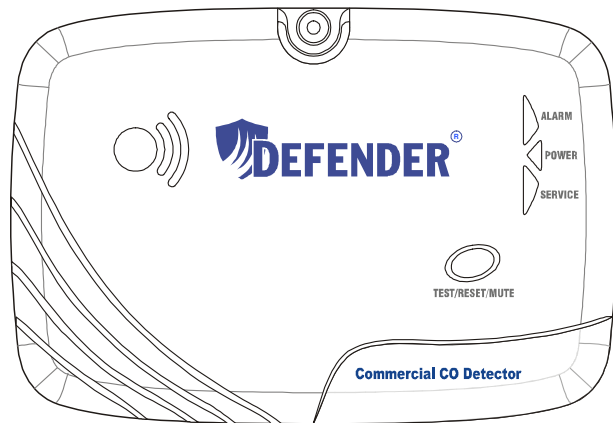 DEFENDER®
ALARM
POWER
SERVICE
TEST/RESET/MUTE
Commercial CO Detector